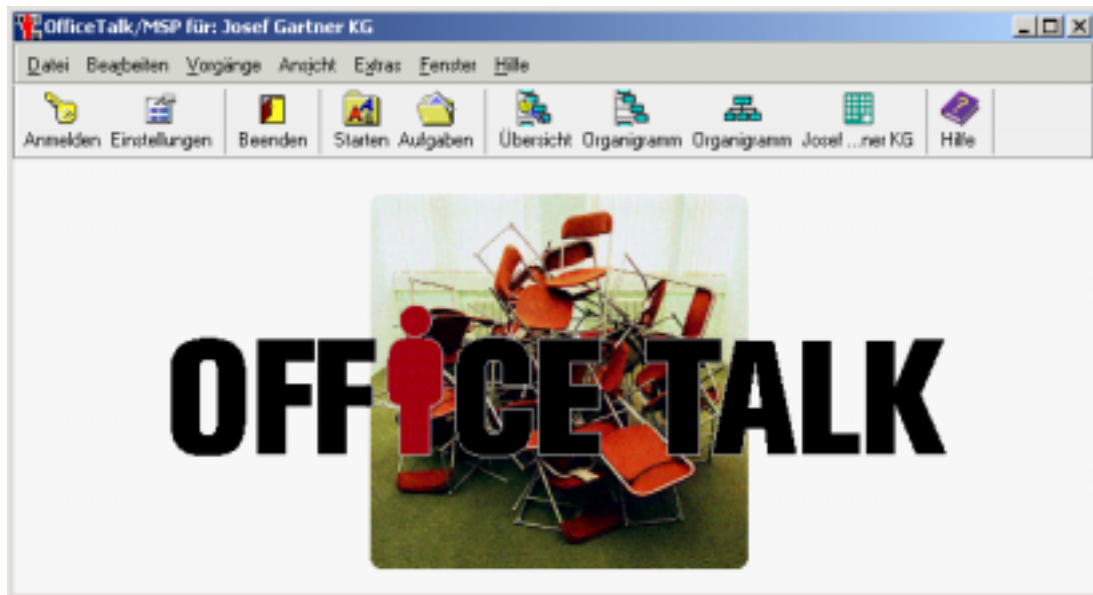 OfficeTalk/MSP für: Josef Gartner KG
Datei Bearbeiten Vorgänge Ansicht Extras Fenster Hilfe
Anmelden Einstellungen Beenden Starten Aufgaben Übersicht Organigramm Organigramm Josef ...ner KG Hilfe
OFFICE TALK